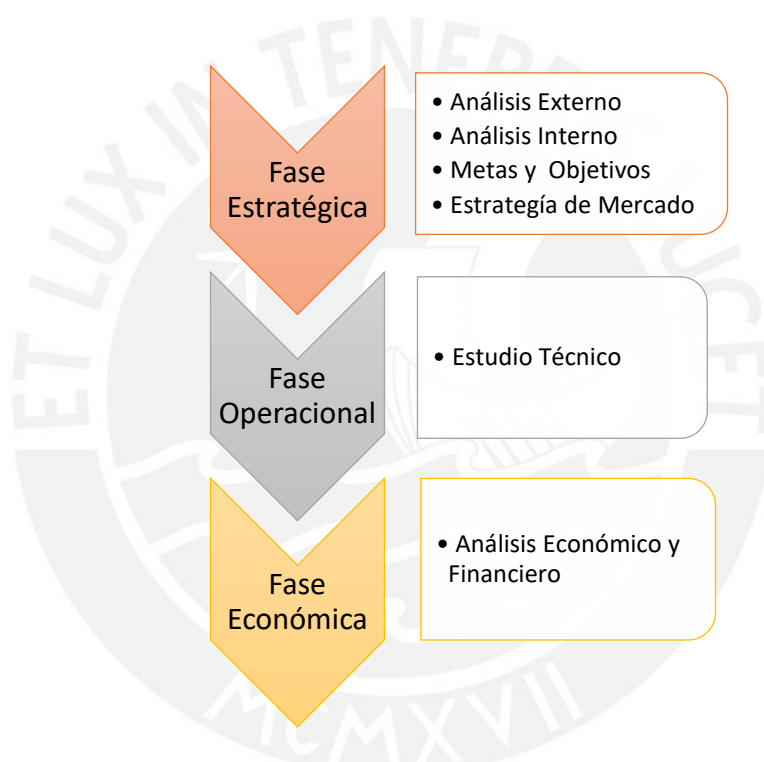 Fase
Estratégica
• Análisis Externo
• Análisis Interno
• Metas y Objetivos
• Estrategía de Mercado
Fase
Operacional
• Estudio Técnico
Fase
Económica
• Análisis Económico y
Financiero
ET LUX IN TENEBRIS LUCET
MCMXVII